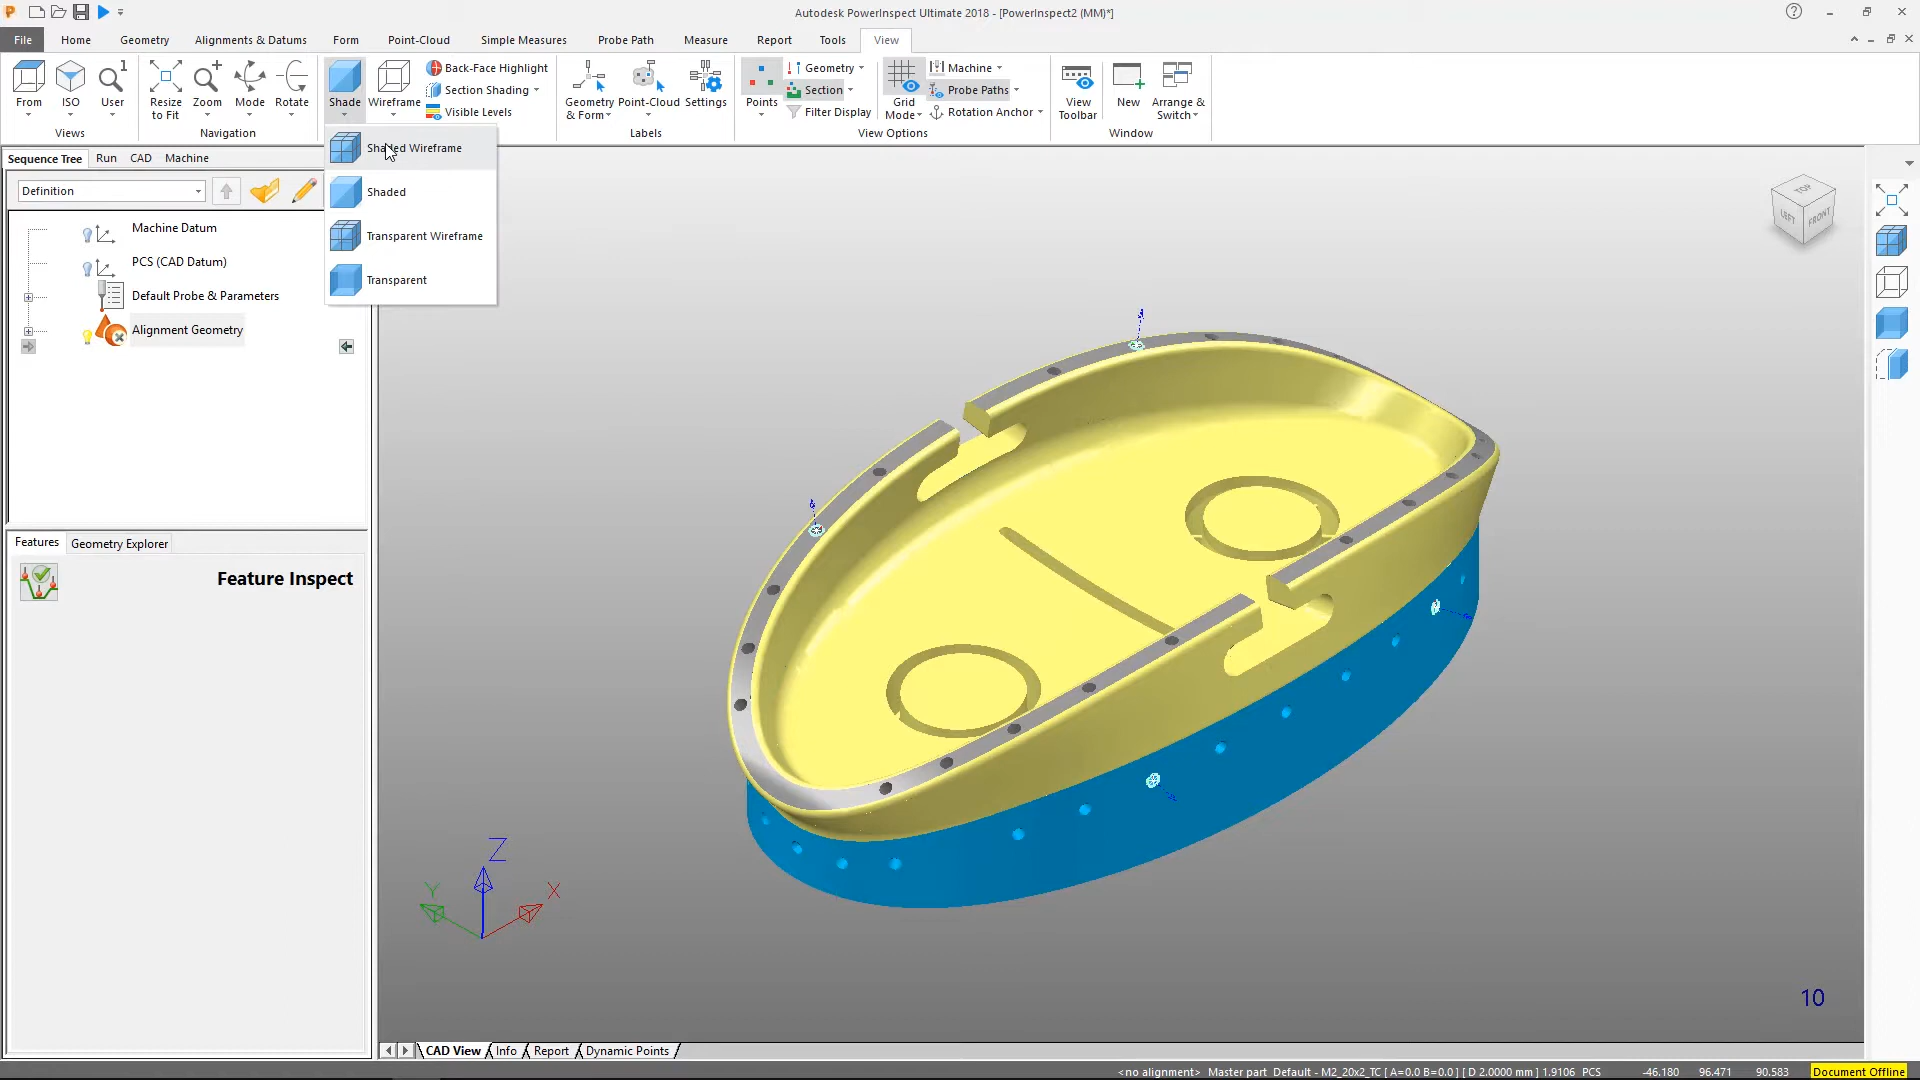 Autodesk PowerInspect Ultimate 2018 - [PowerInspect2 (MM)*]
File Home Geometry Alignments & Datums Form Point-Cloud Simple Measures Probe Path Measure Report Tools View
From ISO User
Views
Resize to Fit Zoom Mode Rotate
Navigation
Shade Wireframe
Back-Face Highlight
Section Shading
Visible Levels
Geometry & Form Point-Cloud Settings
Labels
Points
Geometry
Section
Filter Display
Grid Mode
Machine
Probe Paths
Rotation Anchor
View Options
View Toolbar
New Arrange & Switch
Window
Shaded Wireframe
Shaded
Transparent Wireframe
Transparent
Sequence Tree Run CAD Machine
Definition
Machine Datum
PCS (CAD Datum)
Default Probe & Parameters
Alignment Geometry
Features Geometry Explorer
Feature Inspect
TOP
LEFT FRONT
Z
Y X
10
CAD View Info Report Dynamic Points
<no alignment> Master part Default - M2_20x2_TC [ A=0.0 B=0.0 ] [ D 2.0000 mm ] 1.9106 PCS -46.180 96.471 90.583 Document Offline